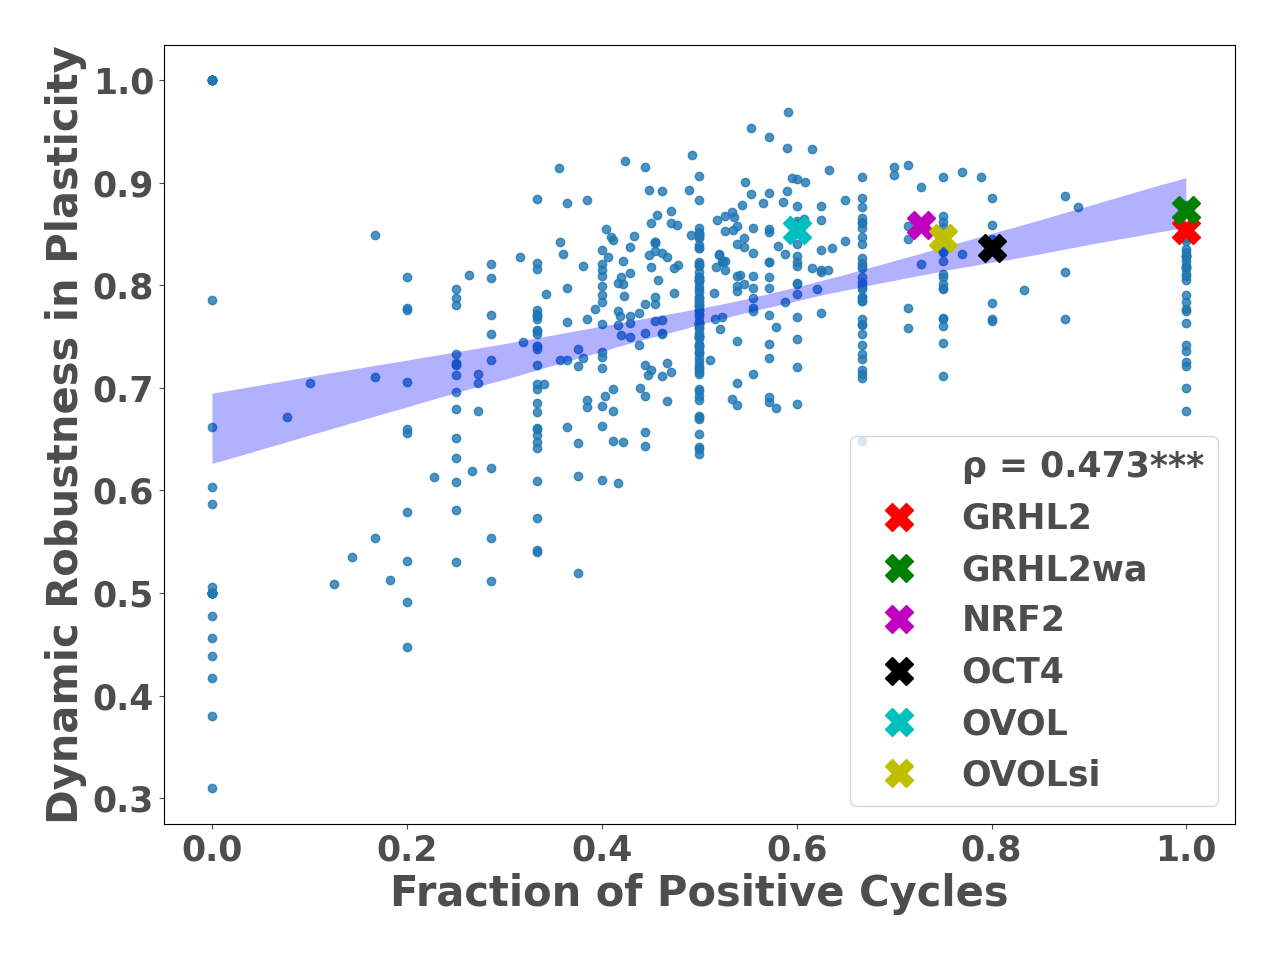 Dynamic Robustness in Plasticity
1.0
0.9
0.8
0.7
0.6
0.5
0.4
0.3
ρ = 0.473***
GRHL2
GRHL2wa
NRF2
OCT4
OVOL
OVOLsi
0.0 0.2 0.4 0.6 0.8 1.0
Fraction of Positive Cycles